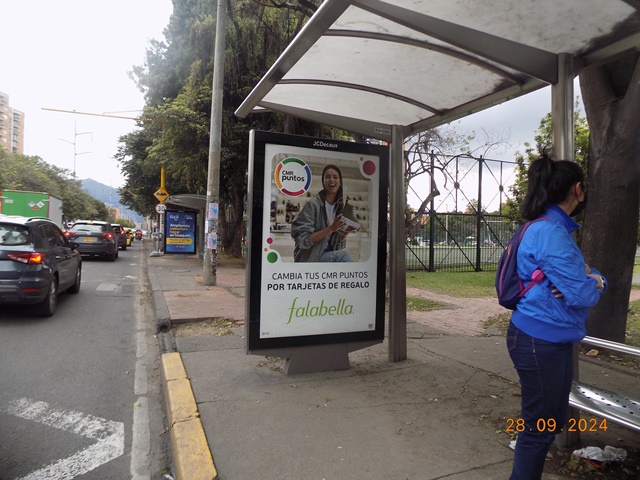 JCDecaux
CMR
puntos
CAMBIA TUS CMR PUNTOS
POR TARJETAS DE REGALO
falabella
28.09.2024